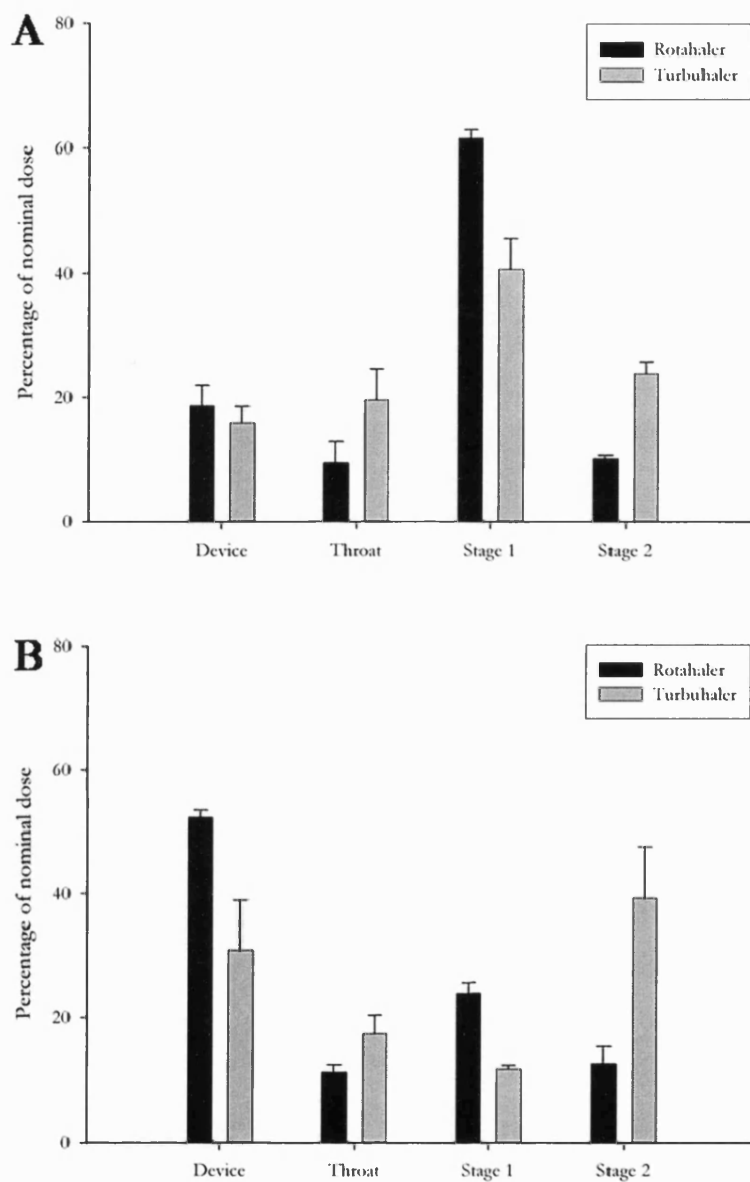 A
80
60
40
20
0
Percentage of nominal dose
Rotahaler
Turbuhaler
Device Throat Stage 1 Stage 2
B
80
60
40
20
0
Percentage of nominal dose
Rotahaler
Turbuhaler
Device Throat Stage 1 Stage 2